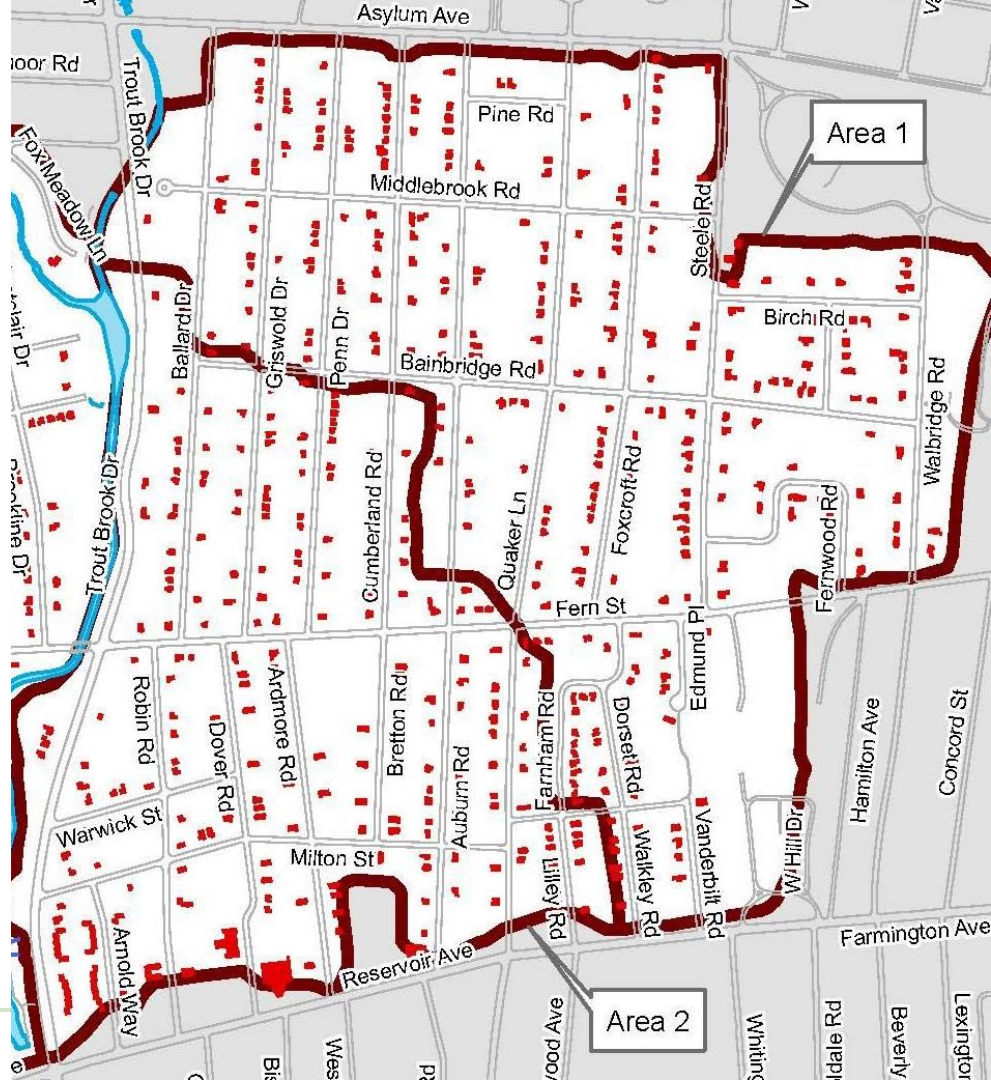 Asylum Ave
Trout Brook Dr
Fox Meadow Ln
Pine Rd
Area 1
Middlebrook Rd
Steele Rd
Ballard Dr
Griswold Dr
Penn Dr
Birch Rd
Bainbridge Rd
Walbridge Rd
Trout Brook Dr
Cumberland Rd
Quaker Ln
Foxcroft Rd
Fernwood Rd
Fern St
Edmund Pl
Robin Rd
Dover Rd
Ardmore Rd
Bretton Rd
Auburn Rd
Farnham Rd
Dorset Rd
Hamilton Ave
Concord St
Warwick St
Milton St
Lilley Rd
Walkley Rd
Vanderbilt Rd
W Hill Dr
Arnold Way
Reservoir Ave
Farmington Ave
Area 2
Whiting
Beverly